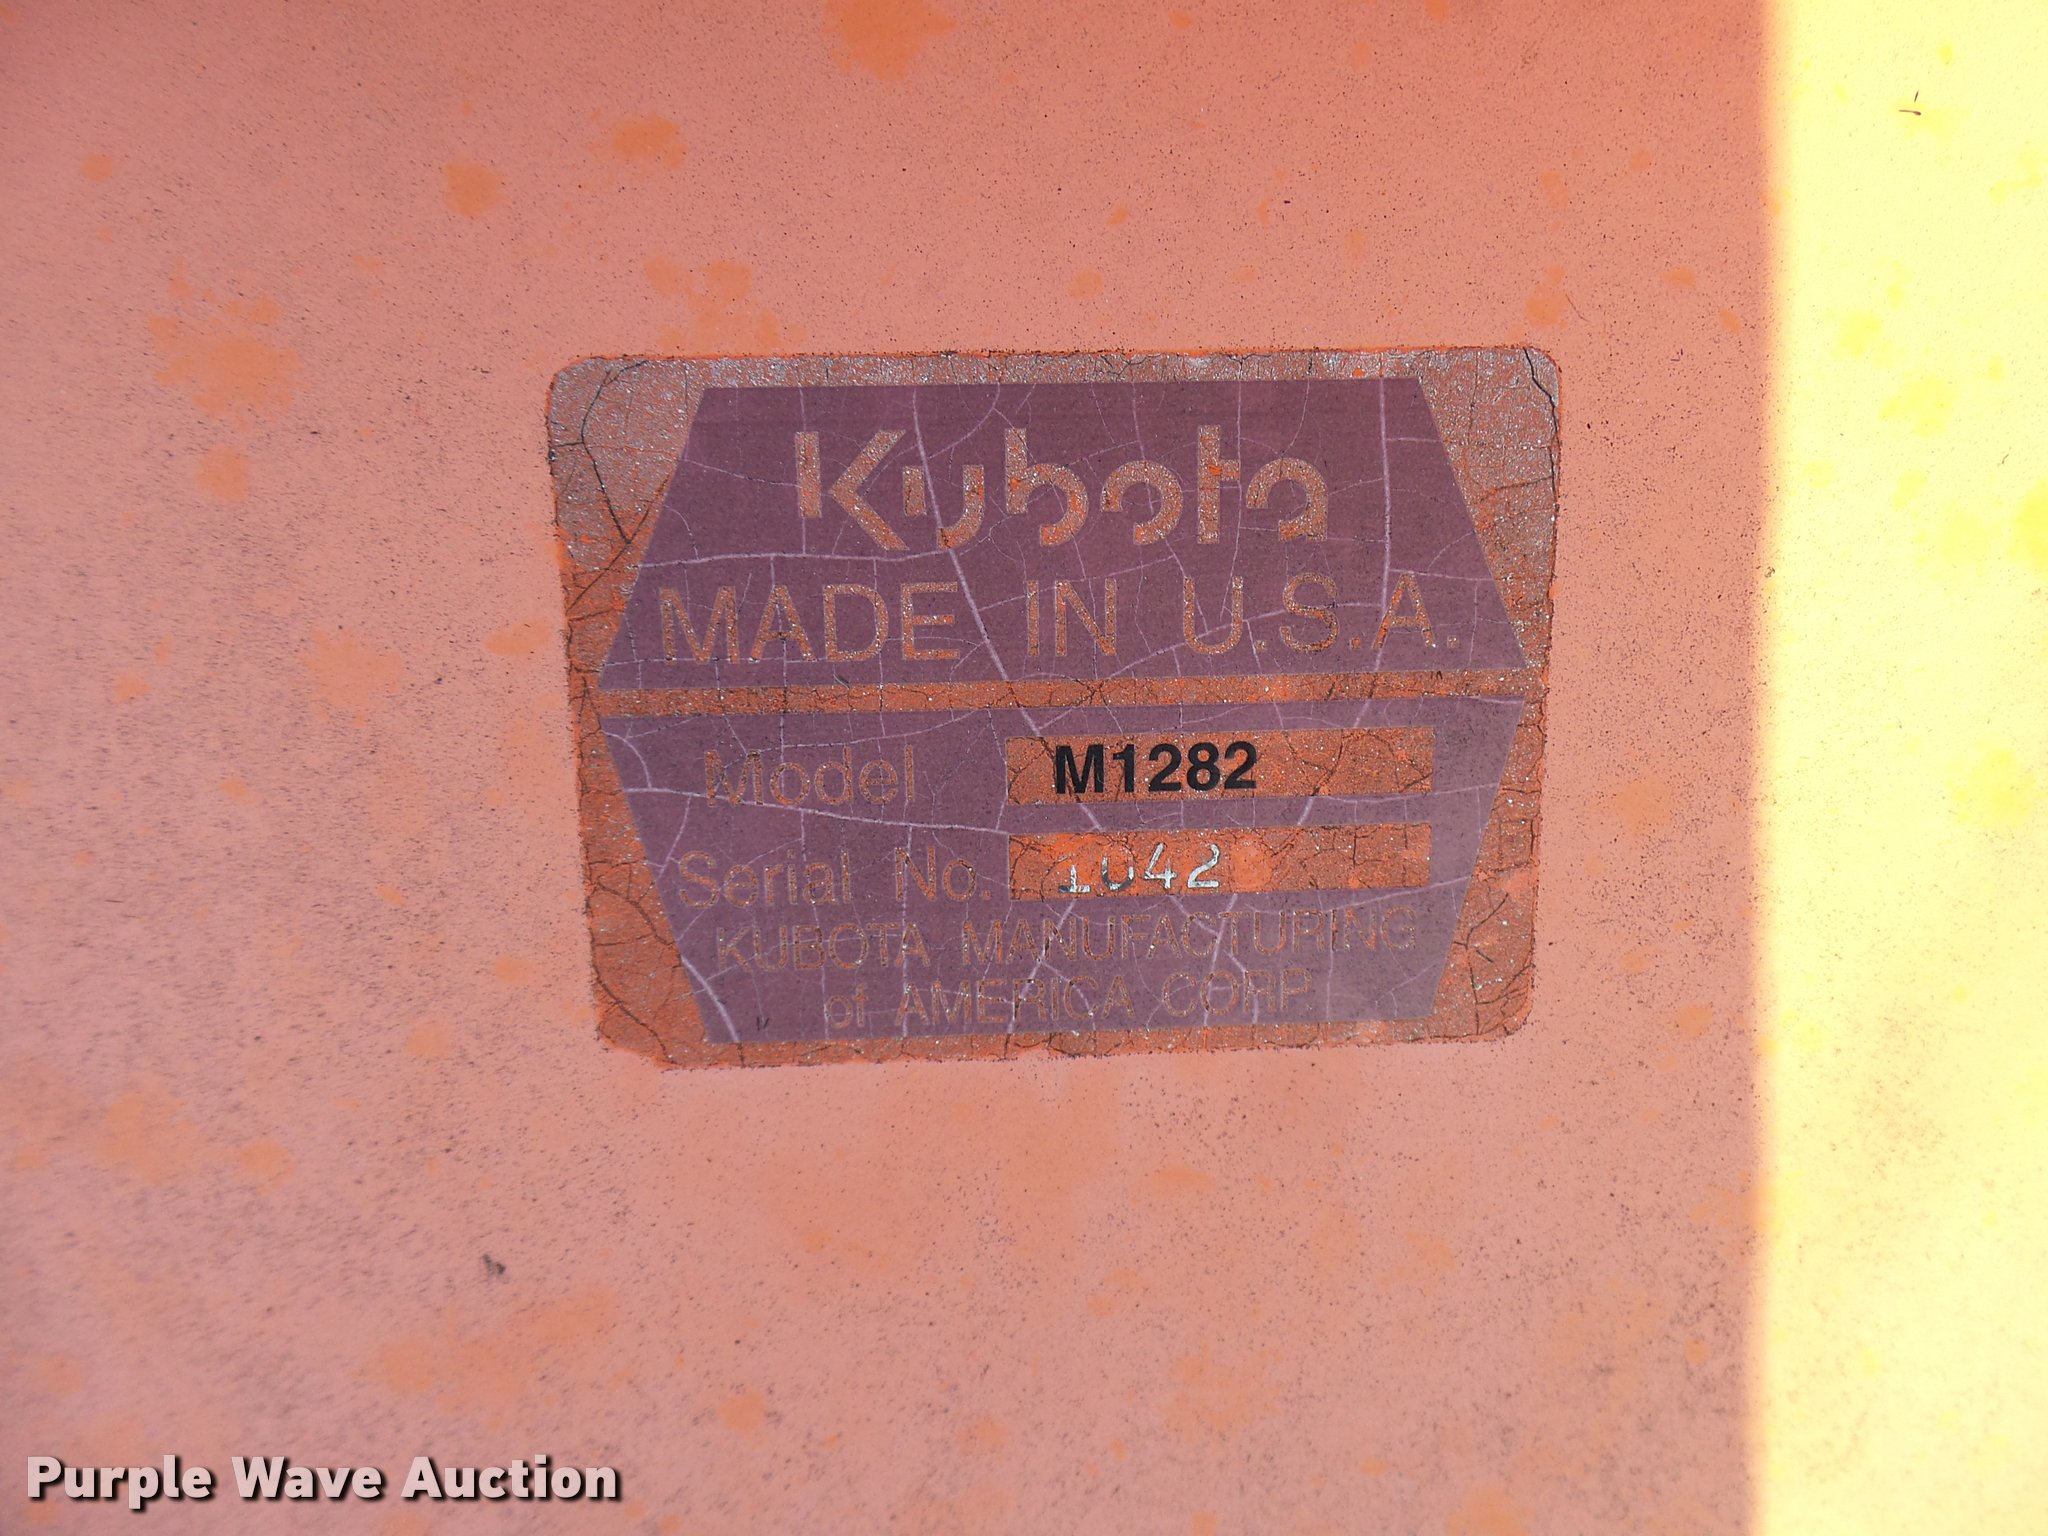 Kubota
MADE IN U.S.A.
Model M1282
Serial No. 1042
KUBOTA MANUFACTURING
of AMERICA CORP
Purple Wave Auction